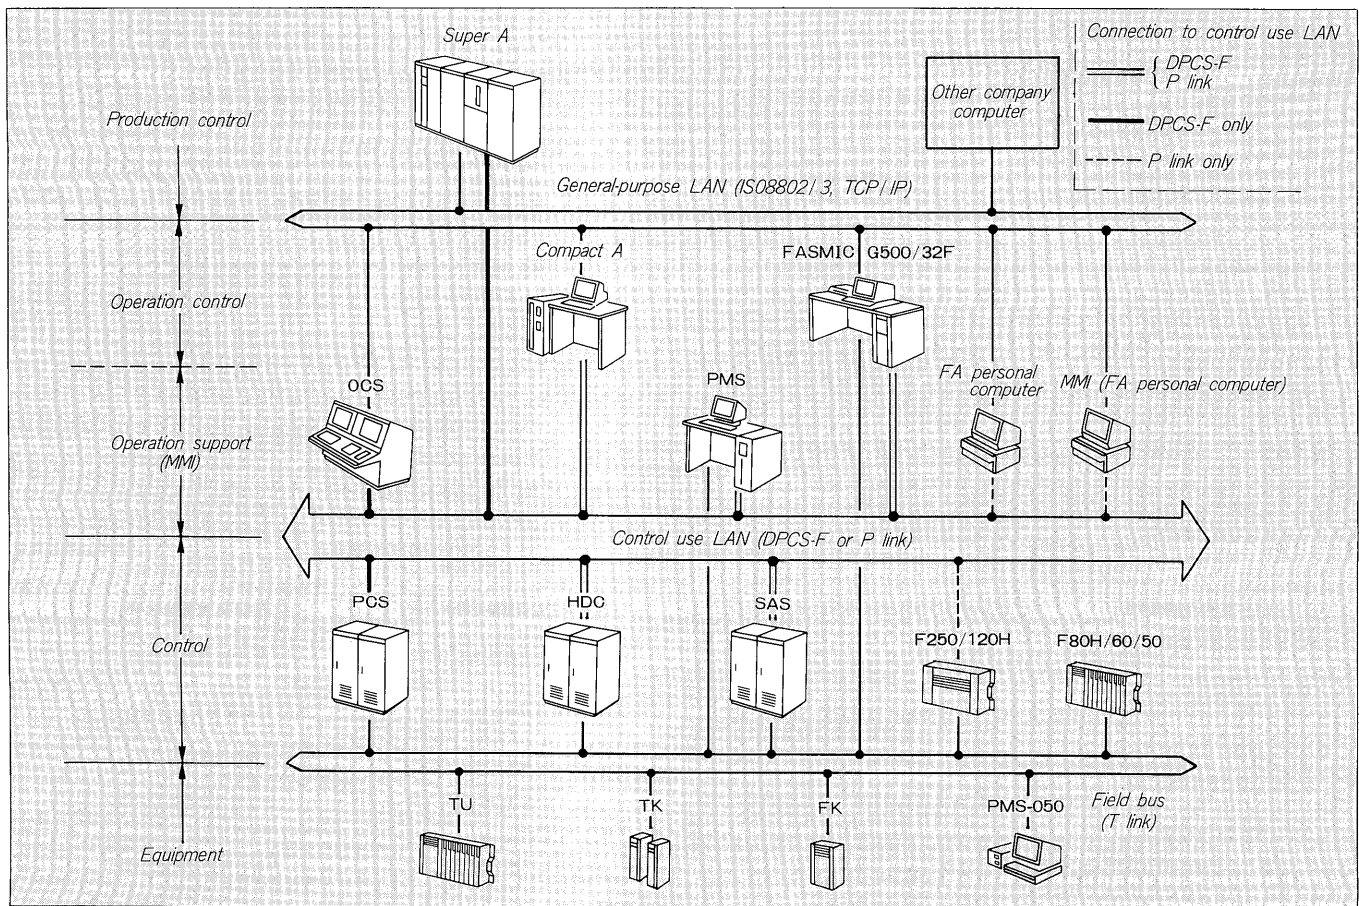 Super A
Connection to control use LAN
DPCS-F
P link
DPCS-F only
P link only
Other company
computer
Production control
General-purpose LAN (IS08802/3, TCP/IP)
Compact A
FASMIC G500/32F
Operation control
OCS
PMS
FA personal
computer
MMI (FA personal computer)
Operation support
(MMI)
Control use LAN (DPCS-F or P link)
PCS
HDC
SAS
F250/120H
F80H/60/50
Control
TU
TK
FK
PMS-050
Field bus
(T link)
Equipment